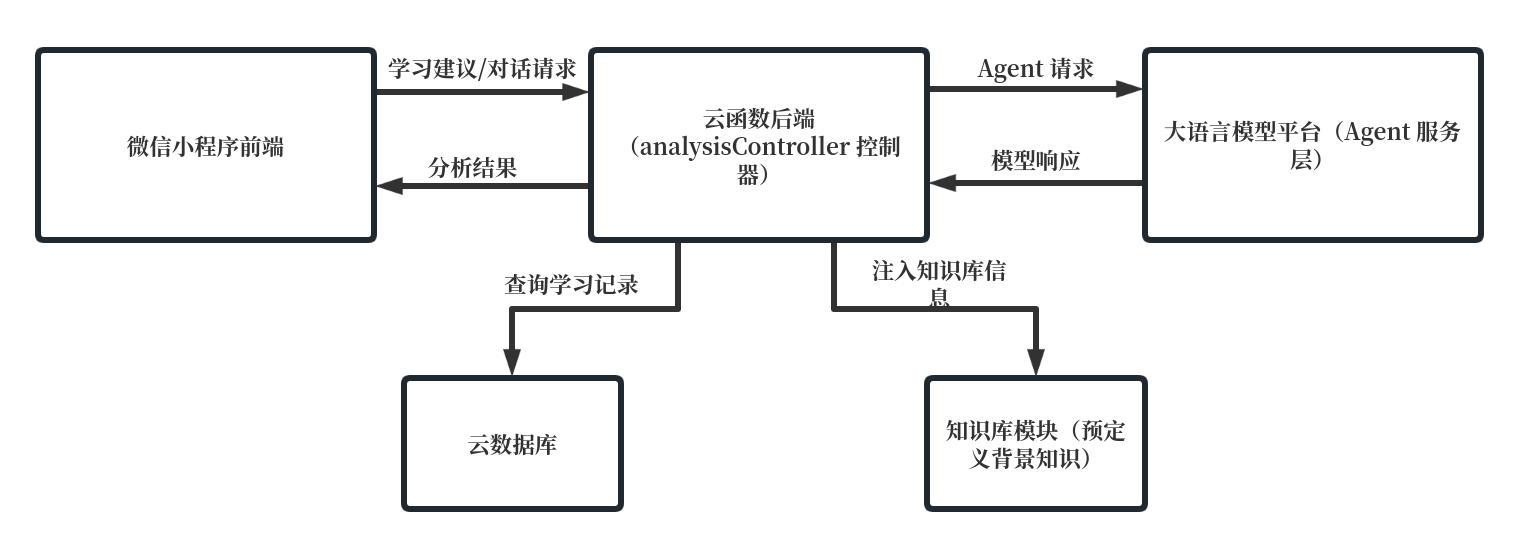 学习建议/对话请求
Agent 请求
微信小程序前端
云函数后端
（analysisController 控制
器）
大语言模型平台（Agent 服务
层）
分析结果
模型响应
查询学习记录
注入知识库信
息
云数据库
知识库模块（预定
义背景知识）